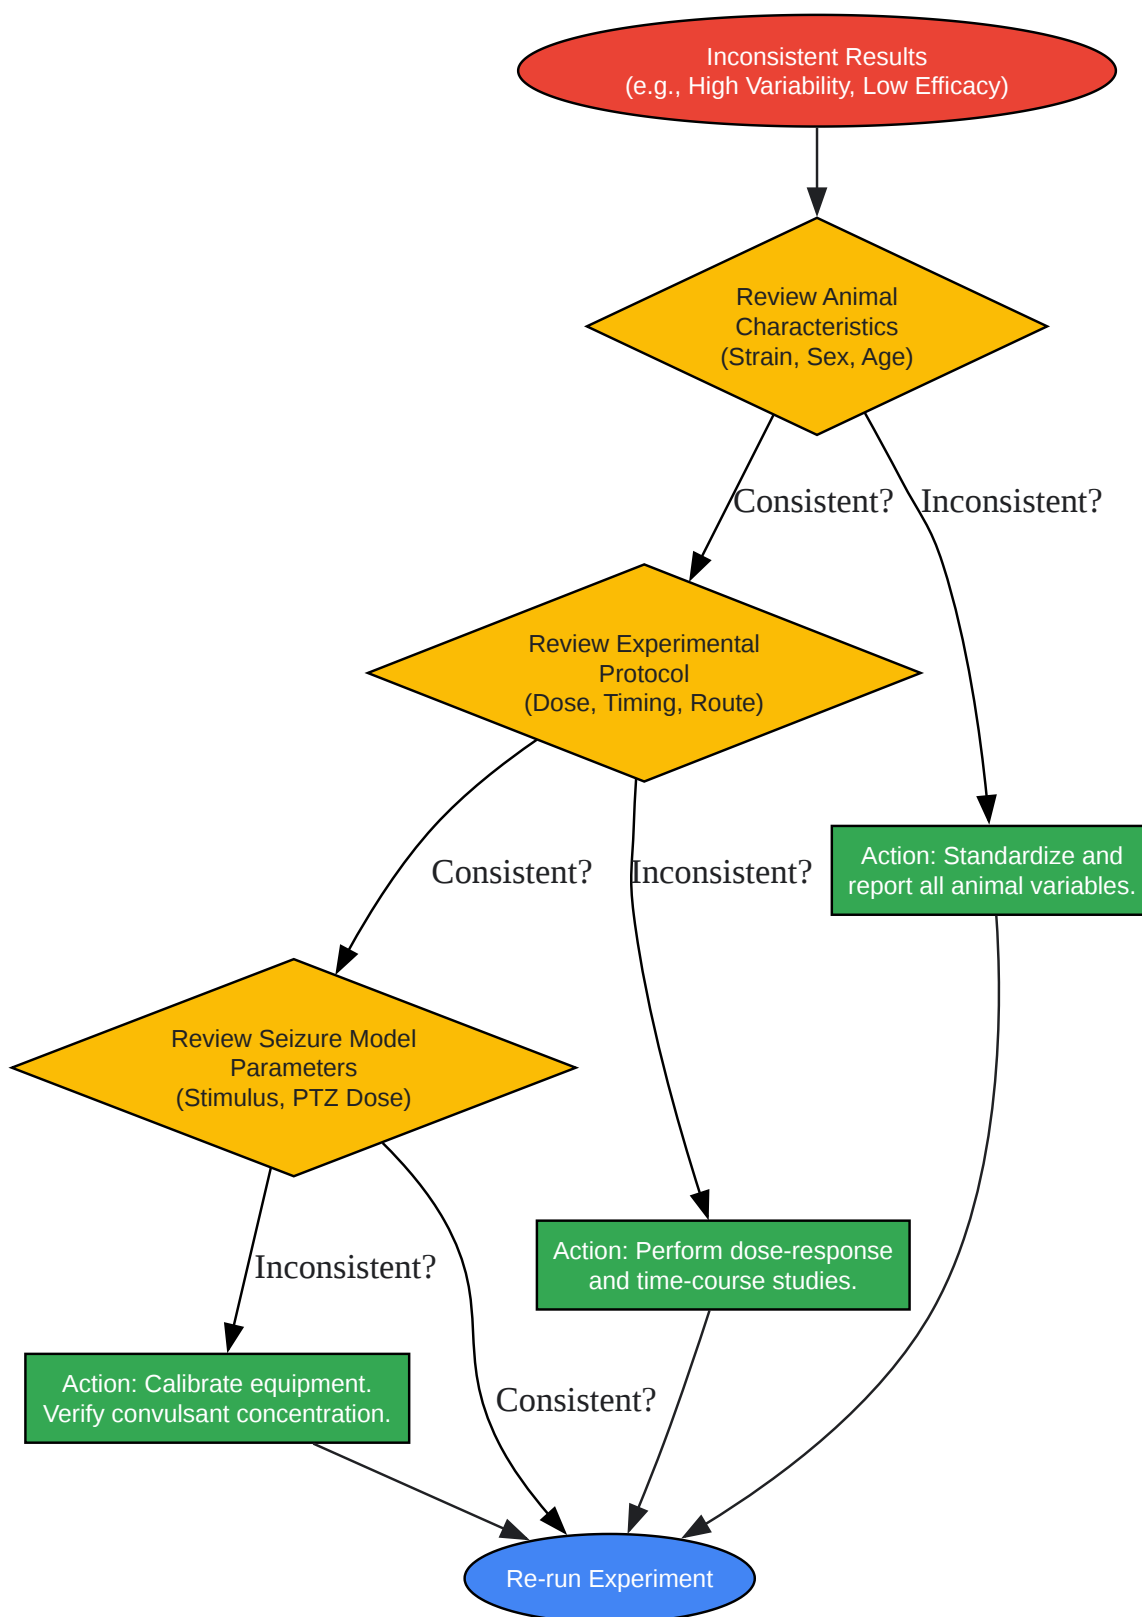 Inconsistent Results
(e.g., High Variability, Low Efficacy)
Review Animal
Characteristics
(Strain, Sex, Age)
Consistent?
Inconsistent?
Review Experimental
Protocol
(Dose, Timing, Route)
Consistent?
Inconsistent?
Action: Standardize and
report all animal variables.
Review Seizure Model
Parameters
(Stimulus, PTZ Dose)
Inconsistent?
Action: Perform dose-response
and time-course studies.
Action: Calibrate equipment.
Verify convulsant concentration.
Consistent?
Re-run Experiment